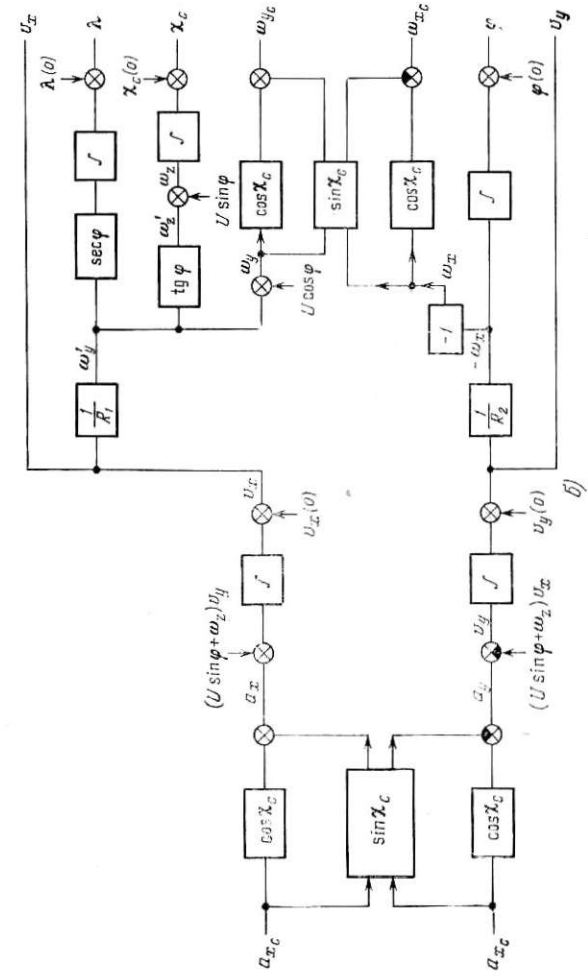 v_x
λ
χ_c
ω_{y_c}
ω_{x_c}
φ
v_y
λ(0)
χ_c(0)
φ(0)
∫
∫
ω_z
U sinφ
ω_z'
cosχ_c
sinχ_c
cosχ_c
∫
secφ
tgφ
ω_y
U cosφ
ω_x
-1
-ω_x
ω_y'
1/R_1
1/R_2
б)
v_x
v_x(0)
v_y(0)
∫
∫
(U sinφ+ω_z)v_y
v_y
(U sinφ+ω_z)v_x
a_x
a_y
cosχ_c
sinχ_c
cosχ_c
a_{x_c}
a_{x_c}